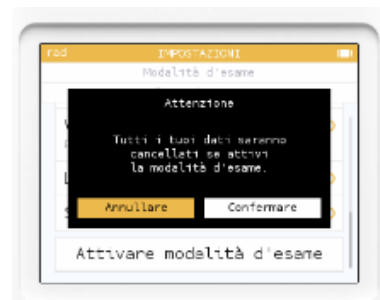 rad IMPOSTAZIONI
Modalità d'esame
Attenzione
Tutti i tuoi dati saranno
cancellati se attivi
la modalità d'esame.
Annullare Confermare
Attivare modalità d'esame